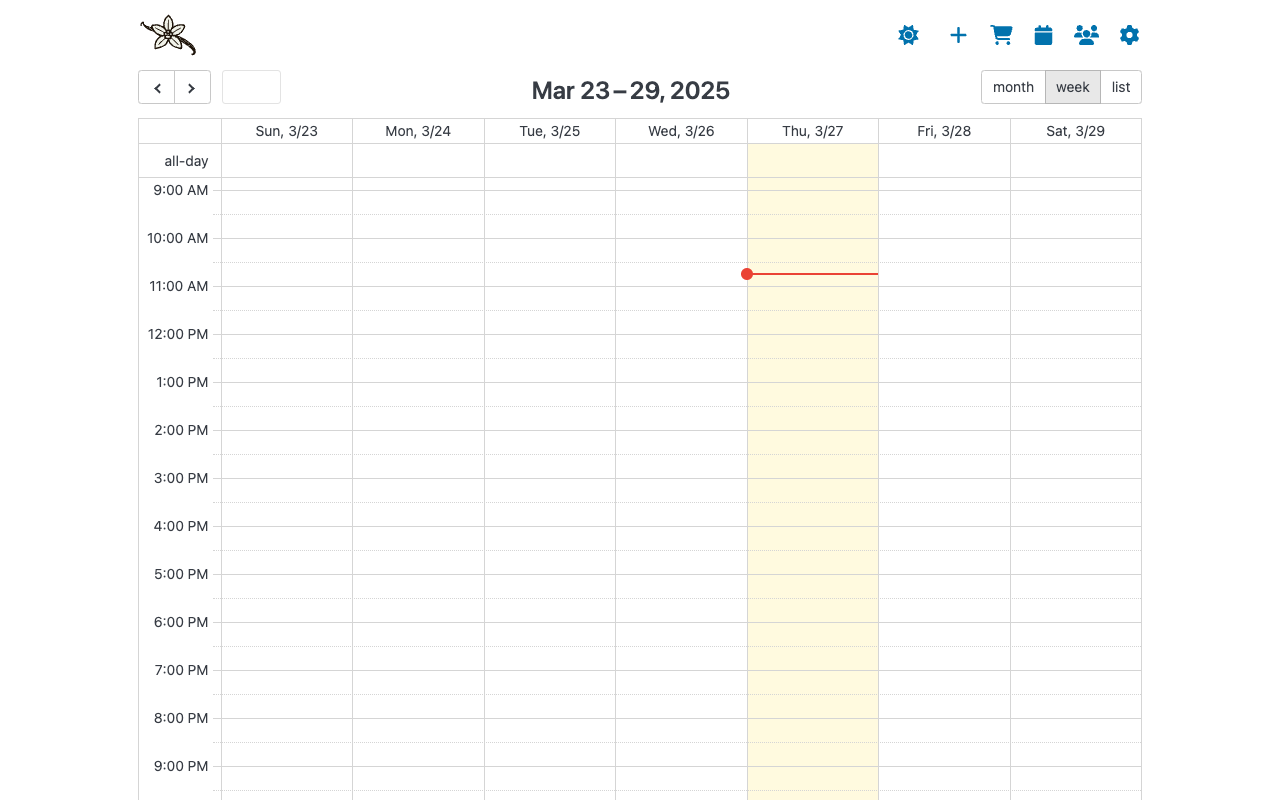 Mar 23 – 29, 2025
month week list
Sun, 3/23 Mon, 3/24 Tue, 3/25 Wed, 3/26 Thu, 3/27 Fri, 3/28 Sat, 3/29
all-day
9:00 AM
10:00 AM
11:00 AM
12:00 PM
1:00 PM
2:00 PM
3:00 PM
4:00 PM
5:00 PM
6:00 PM
7:00 PM
8:00 PM
9:00 PM